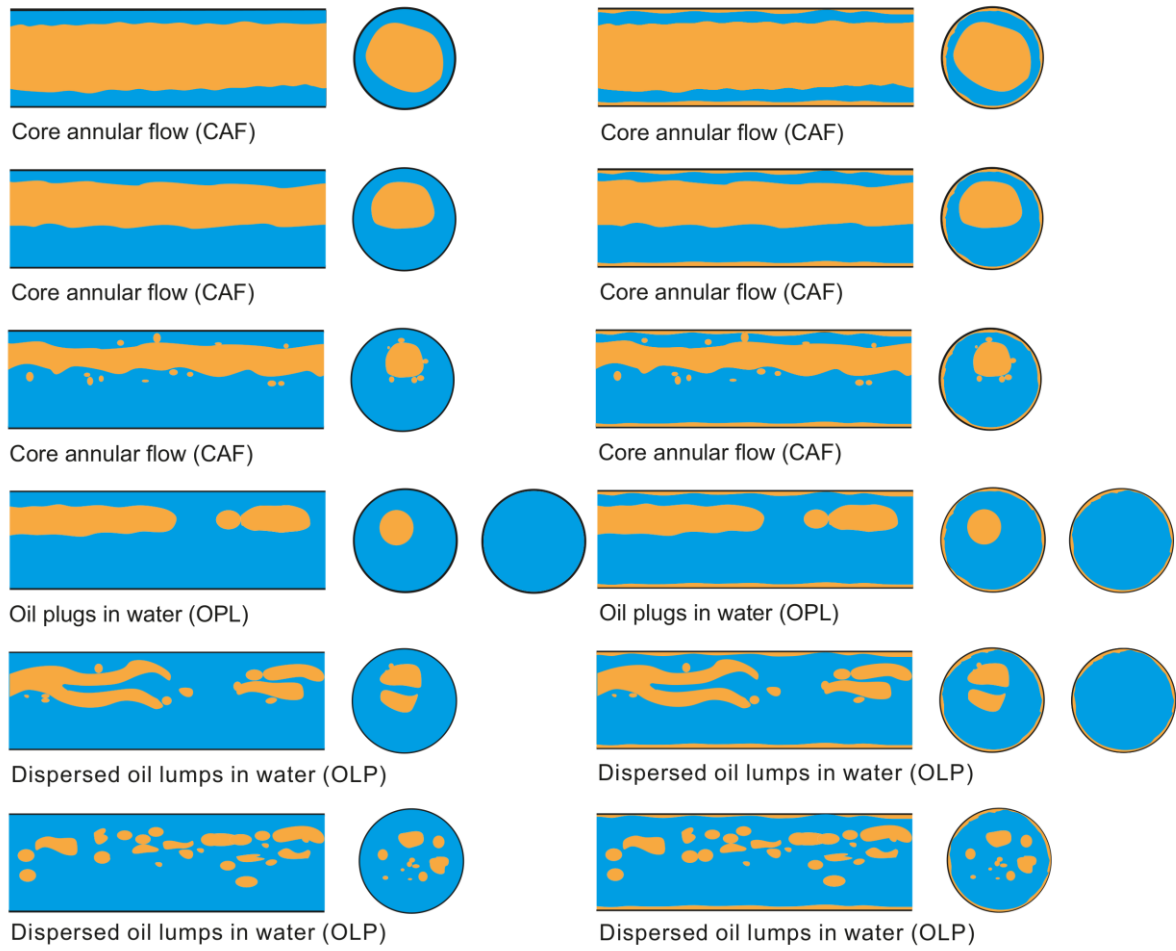 Core annular flow (CAF)
Core annular flow (CAF)
Core annular flow (CAF)
Core annular flow (CAF)
Core annular flow (CAF)
Core annular flow (CAF)
Oil plugs in water (OPL)
Oil plugs in water (OPL)
Dispersed oil lumps in water (OLP)
Dispersed oil lumps in water (OLP)
Dispersed oil lumps in water (OLP)
Dispersed oil lumps in water (OLP)